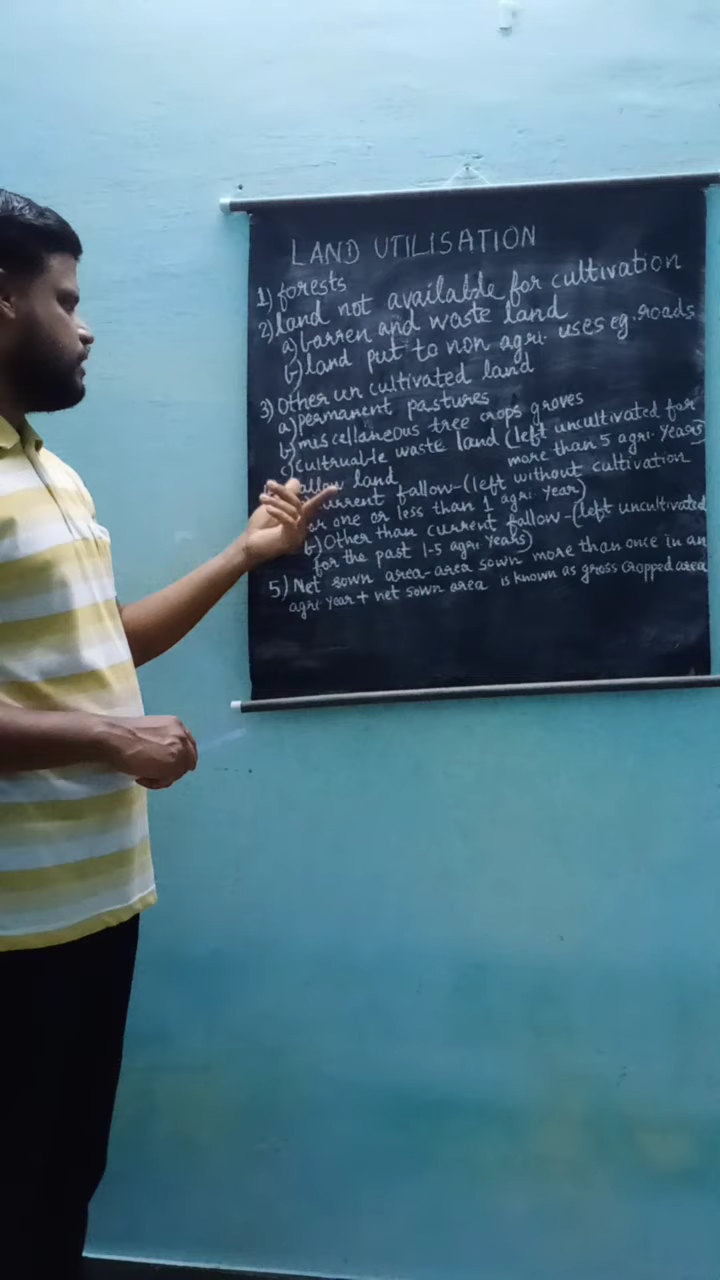 LAND UTILISATION
1) forests
2) land not available for cultivation
a) barren and waste land
b) land put to non agri. uses eg. roads
3) Other un cultivated land
a) permanent pastures
b) miscellaneous tree crops groves
c) cultruable waste land (left uncultivated for
more than 5 agri. Years)
allow land
current fallow-(left without cultivation
or one or less than 1 agri. year)
b) Other than current fallow-(left uncultivated
for the past 1-5 agri. years)
5) Net sown area-area sown more than once in an
agri. year + net sown area is known as gross cropped area